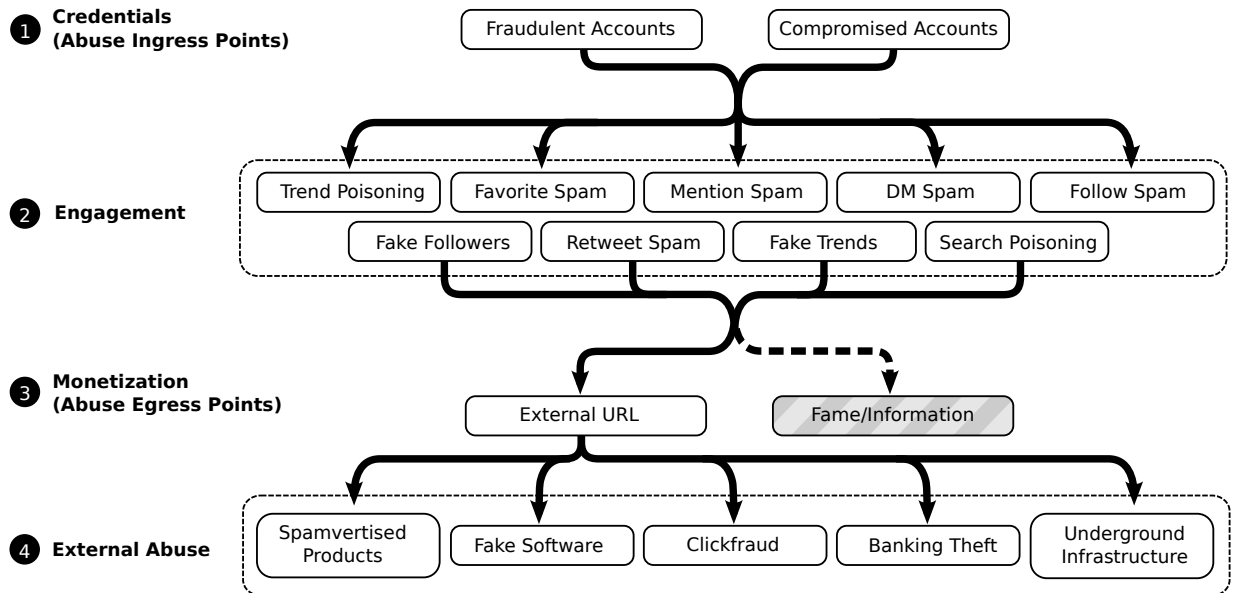 1 Credentials
(Abuse Ingress Points)
Fraudulent Accounts
Compromised Accounts
2 Engagement
Trend Poisoning
Favorite Spam
Mention Spam
DM Spam
Follow Spam
Fake Followers
Retweet Spam
Fake Trends
Search Poisoning
3 Monetization
(Abuse Egress Points)
External URL
Fame/Information
4 External Abuse
Spamvertised
Products
Fake Software
Clickfraud
Banking Theft
Underground
Infrastructure